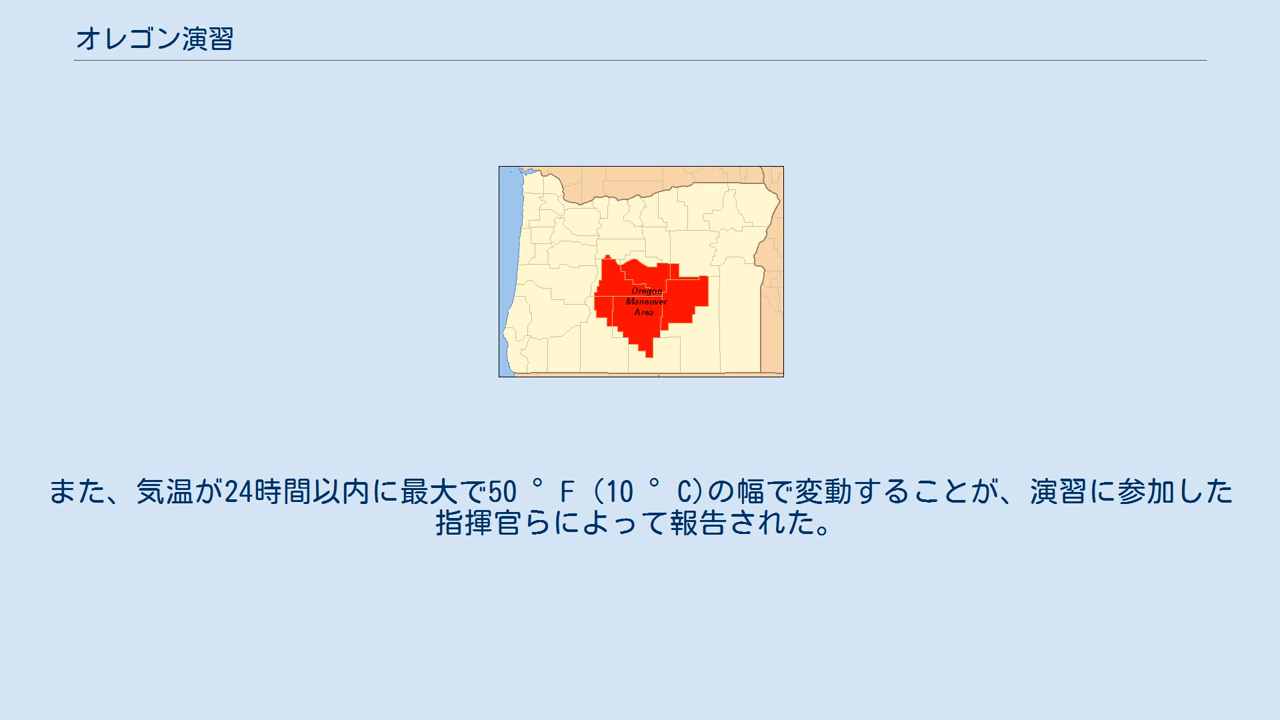 オレゴン演習
Oregon
Maneuver
Area
また、気温が24時間以内に最大で50 °F (10 °C)の幅で変動することが、演習に参加した
指揮官らによって報告された。